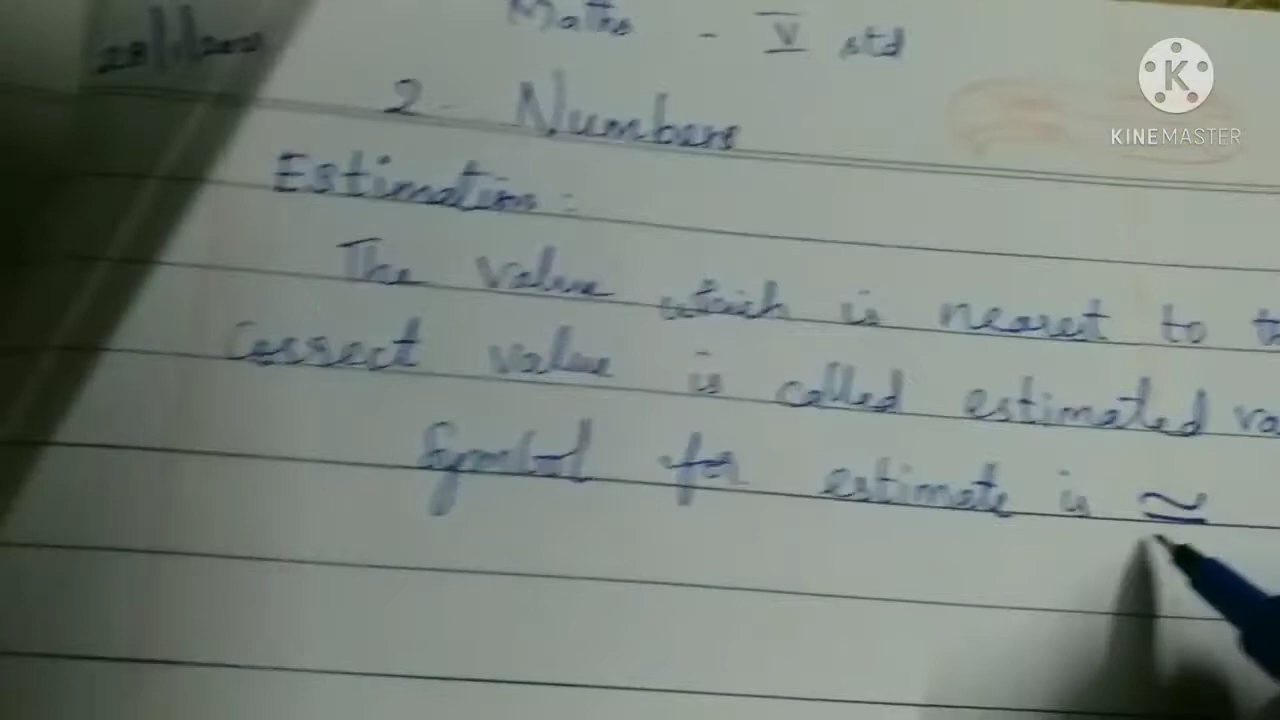 Maths - V std
2 - Numbers
Estimation :
The value which is nearest to
Correct value is called estimated
Symbol for estimate is ≃
KINEMASTER